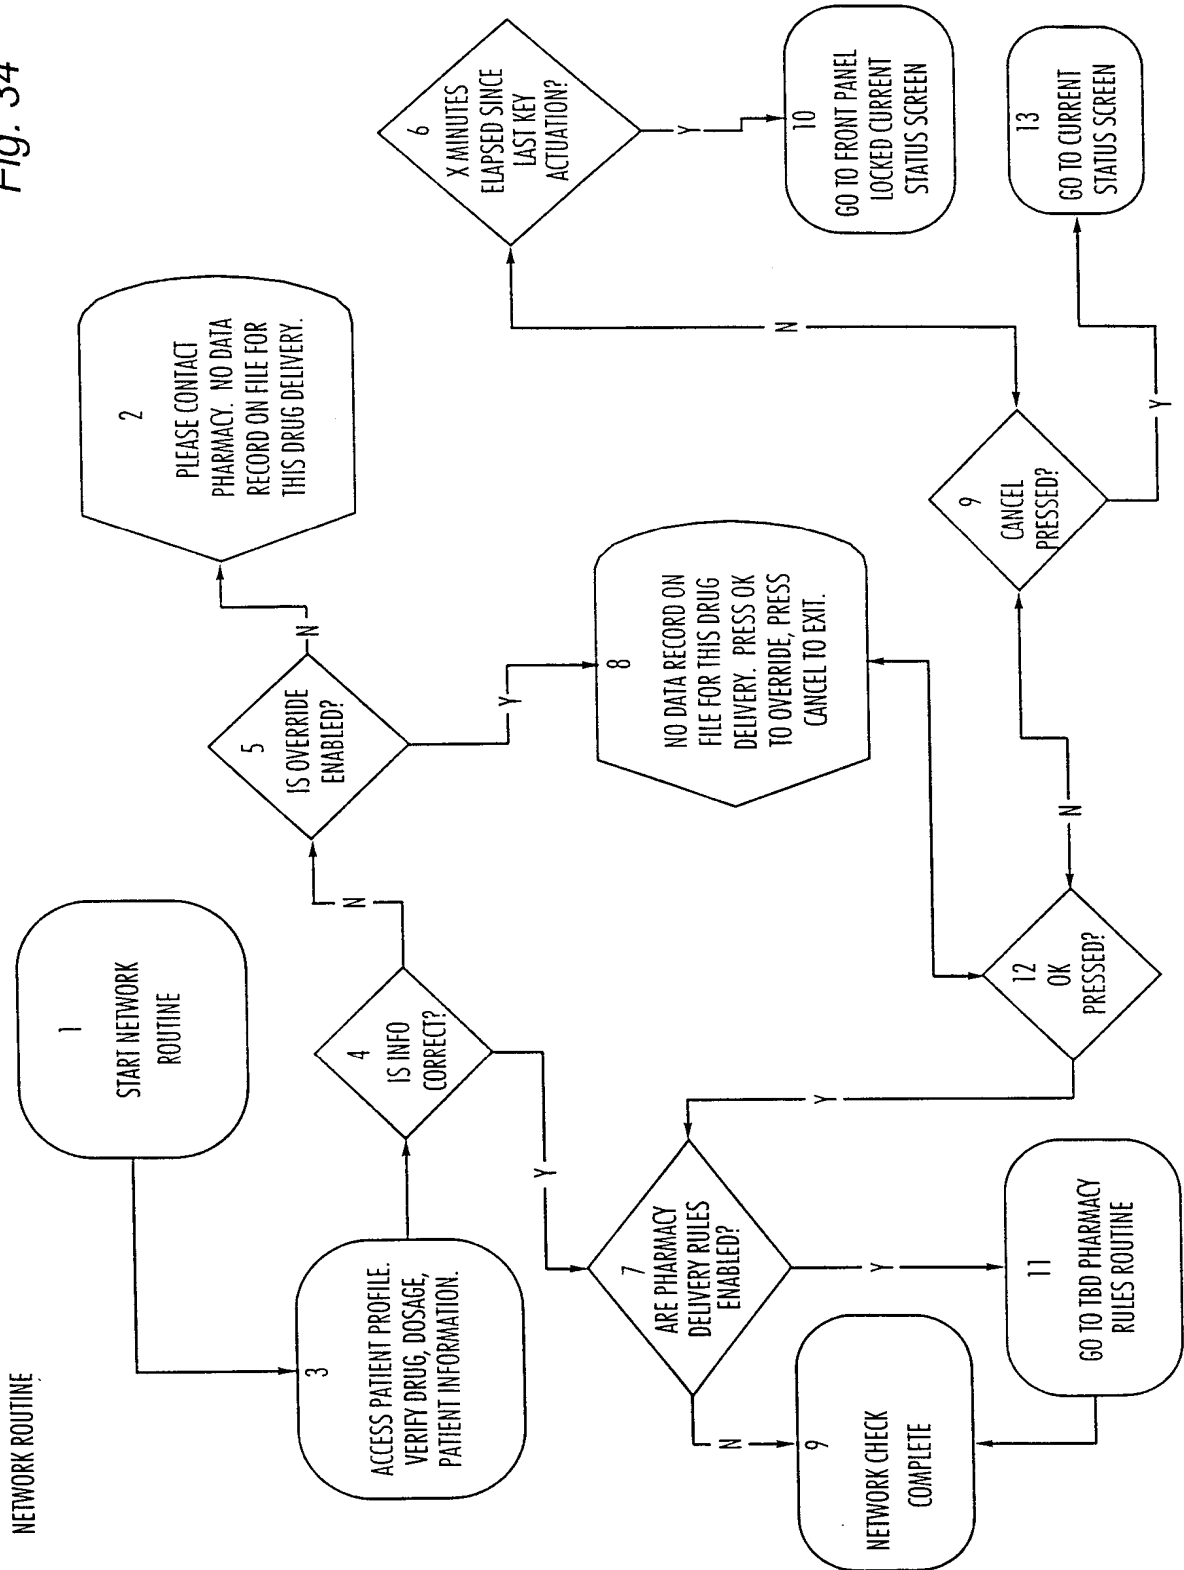 Fig. 34
NETWORK ROUTINE
1
START NETWORK
ROUTINE
2
PLEASE CONTACT
PHARMACY. NO DATA
RECORD ON FILE FOR
THIS DRUG DELIVERY.
3
ACCESS PATIENT PROFILE.
VERIFY DRUG, DOSAGE,
PATIENT INFORMATION.
4
IS INFO
CORRECT?
N
Y
5
IS OVERRIDE
ENABLED?
N
Y
6
X MINUTES
ELAPSED SINCE
LAST KEY
ACTUATION?
Y
7
ARE PHARMACY
DELIVERY RULES
ENABLED?
N
Y
8
NO DATA RECORD ON
FILE FOR THIS DRUG
DELIVERY. PRESS OK
TO OVERRIDE, PRESS
CANCEL TO EXIT.
9
CANCEL
PRESSED?
N
Y
10
GO TO FRONT PANEL
LOCKED CURRENT
STATUS SCREEN
9
NETWORK CHECK
COMPLETE
11
GO TO TBD PHARMACY
RULES ROUTINE
12
OK
PRESSED?
N
Y
13
GO TO CURRENT
STATUS SCREEN